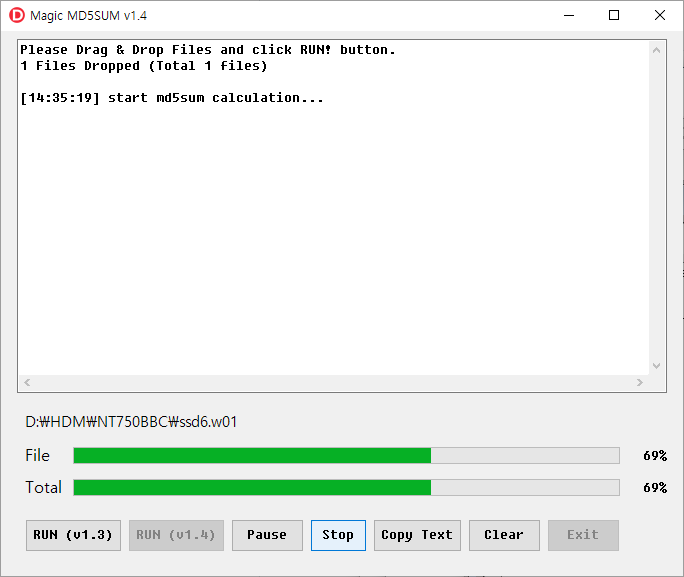 D Magic MD5SUM v1.4
Please Drag & Drop Files and click RUN! button.
1 Files Dropped (Total 1 files)
[14:35:19] start md5sum calculation...
D:₩HDM₩NT750BBC₩ssd6.w01
File 69%
Total 69%
RUN (v1.3) RUN (v1.4) Pause Stop Copy Text Clear Exit